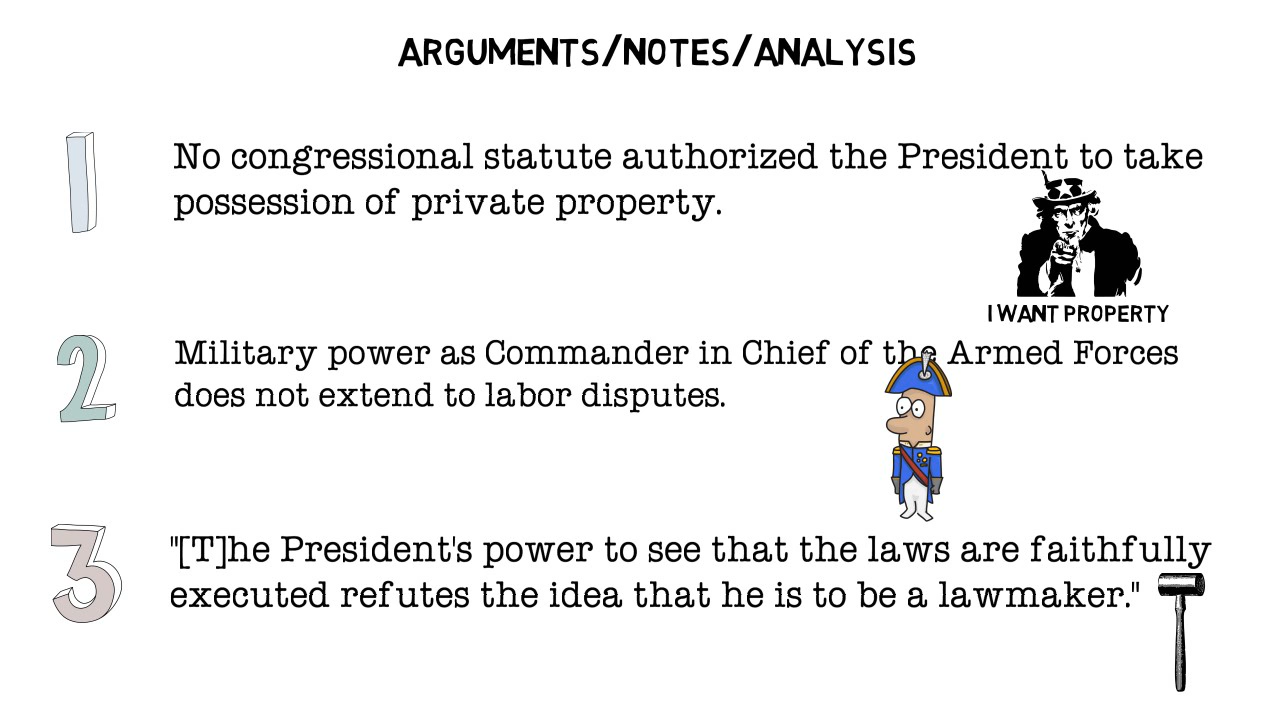 ARGUMENTS/NOTES/ANALYSIS
1
No congressional statute authorized the President to take
possession of private property.
I WANT PROPERTY
2
Military power as Commander in Chief of the Armed Forces
does not extend to labor disputes.
3
"[T]he President's power to see that the laws are faithfully
executed refutes the idea that he is to be a lawmaker."